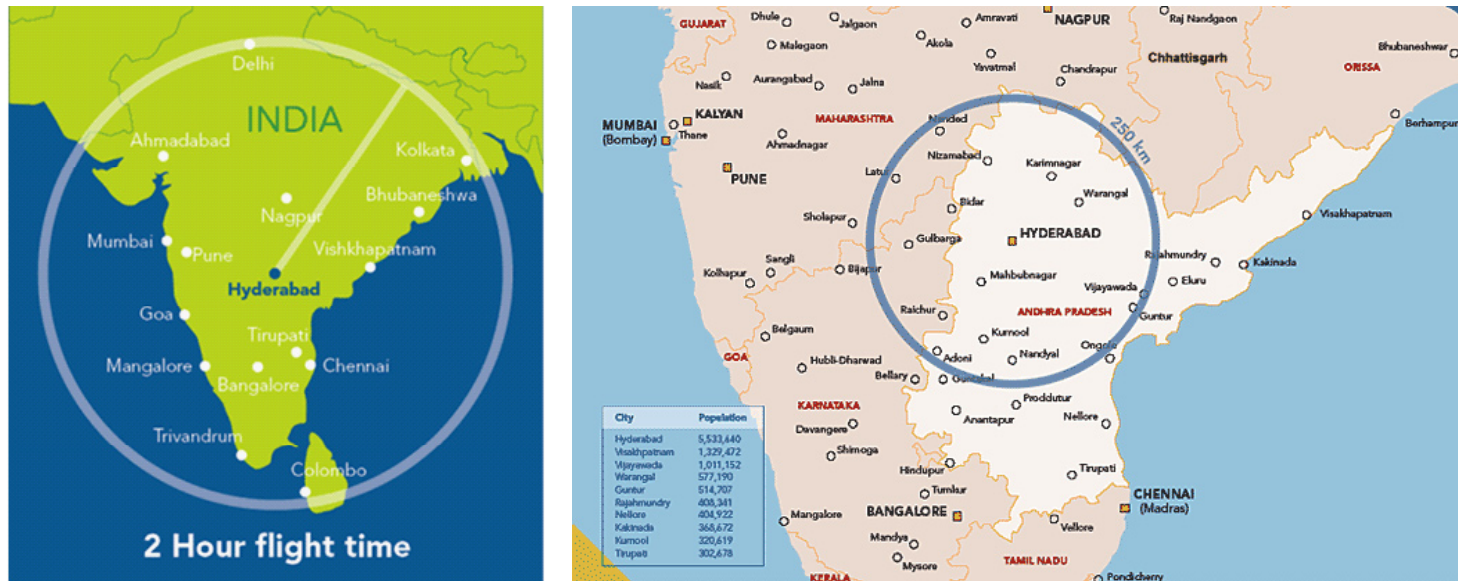 Delhi
INDIA
Ahmadabad
Kolkata
Nagpur
Bhubaneshwa
Mumbai
Pune
Vishkhapatnam
Hyderabad
Goa
Tirupati
Mangalore
Chennai
Bangalore
Trivandrum
Colombo
2 Hour flight time
GUJARAT
Dhule
Jalgaon
Amravati
NAGPUR
Raj Nandgaon
Malegaon
Akola
Bhubaneshwar
Yavatmal
Chhattisgarh
ORISSA
Nasik
Aurangabad
Jalna
Chandrapur
KALYAN
MAHARASHTRA
Nanded
250 km
Berhampur
MUMBAI
(Bombay)
Thane
Ahmadnagar
Nizamabad
Karimnagar
PUNE
Latur
Warangal
Bidar
Sholapur
Visakhapatnam
HYDERABAD
Gulbarga
Sangli
Rajahmundry
Kakinada
Kolhapur
Bijapur
Mahbubnagar
Eluru
Vijayawada
Raichur
ANDHRA PRADESH
Guntur
Belgaum
Kurnool
GOA
Hubli-Dharwad
Adoni
Nandyal
Ongole
Bellary
Guntakal
KARNATAKA
Proddutur
Anantapur
Nellore
Davangere
Shimoga
Hindupur
Tirupati
Tumkur
CHENNAI
(Madras)
Mangalore
BANGALORE
Vellore
Mandya
Mysore
TAMIL NADU
KERALA
Pondicherry
City Population
Hyderabad 5,533,640
Visakhpatnam 1,329,472
Vijayawada 1,011,152
Warangal 577,190
Guntur 514,707
Rajahmundry 408,341
Nellore 404,922
Kakinada 368,672
Kurnool 320,619
Tirupati 302,678